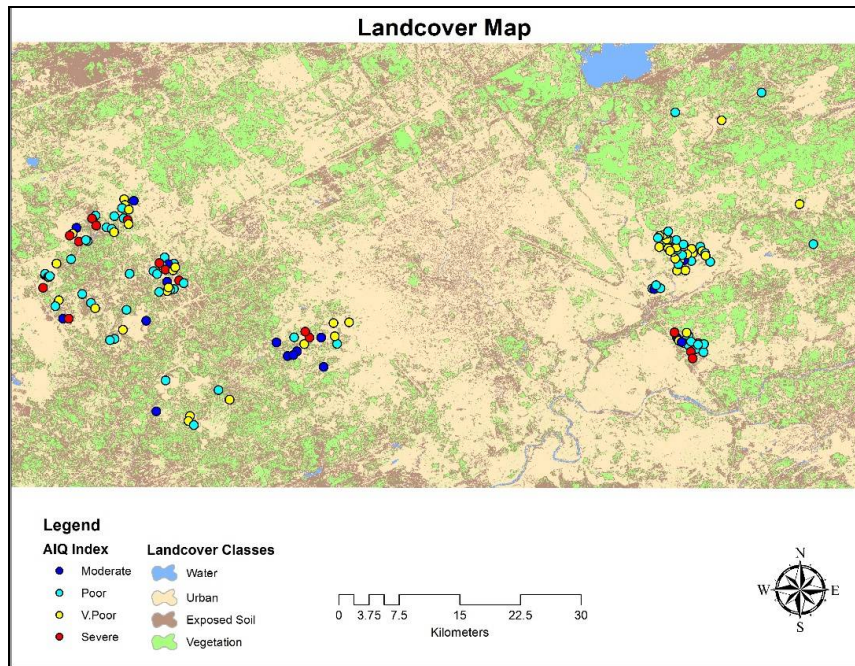 Landcover Map
Legend
AIQ Index
Moderate
Poor
V.Poor
Severe
Landcover Classes
Water
Urban
Exposed Soil
Vegetation
0 3.75 7.5 15 22.5 30
Kilometers
N
W E
S